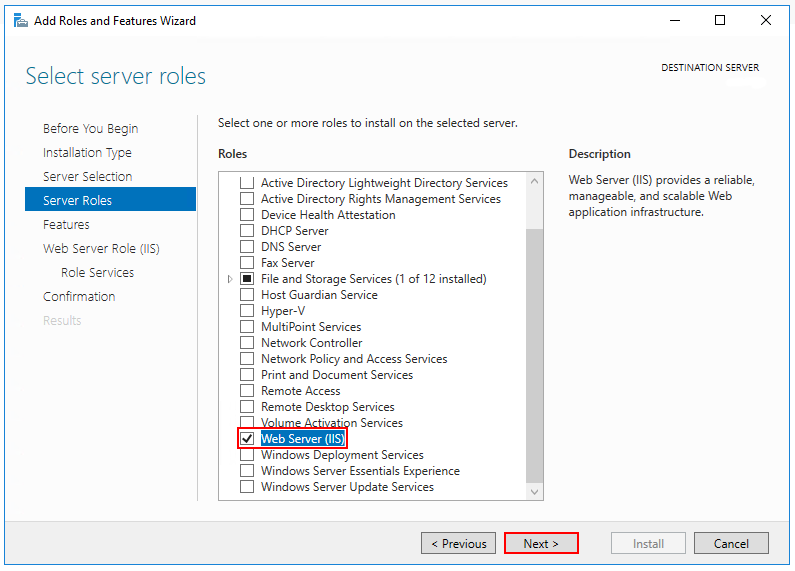 Add Roles and Features Wizard
Select server roles
DESTINATION SERVER
Before You Begin
Installation Type
Server Selection
Server Roles
Features
Web Server Role (IIS)
Role Services
Confirmation
Results
Select one or more roles to install on the selected server.
Roles
Active Directory Lightweight Directory Services
Active Directory Rights Management Services
Device Health Attestation
DHCP Server
DNS Server
Fax Server
File and Storage Services (1 of 12 installed)
Host Guardian Service
Hyper-V
MultiPoint Services
Network Controller
Network Policy and Access Services
Print and Document Services
Remote Access
Remote Desktop Services
Volume Activation Services
Web Server (IIS)
Windows Deployment Services
Windows Server Essentials Experience
Windows Server Update Services
Description
Web Server (IIS) provides a reliable,
manageable, and scalable Web
application infrastructure.
< Previous
Next >
Install
Cancel